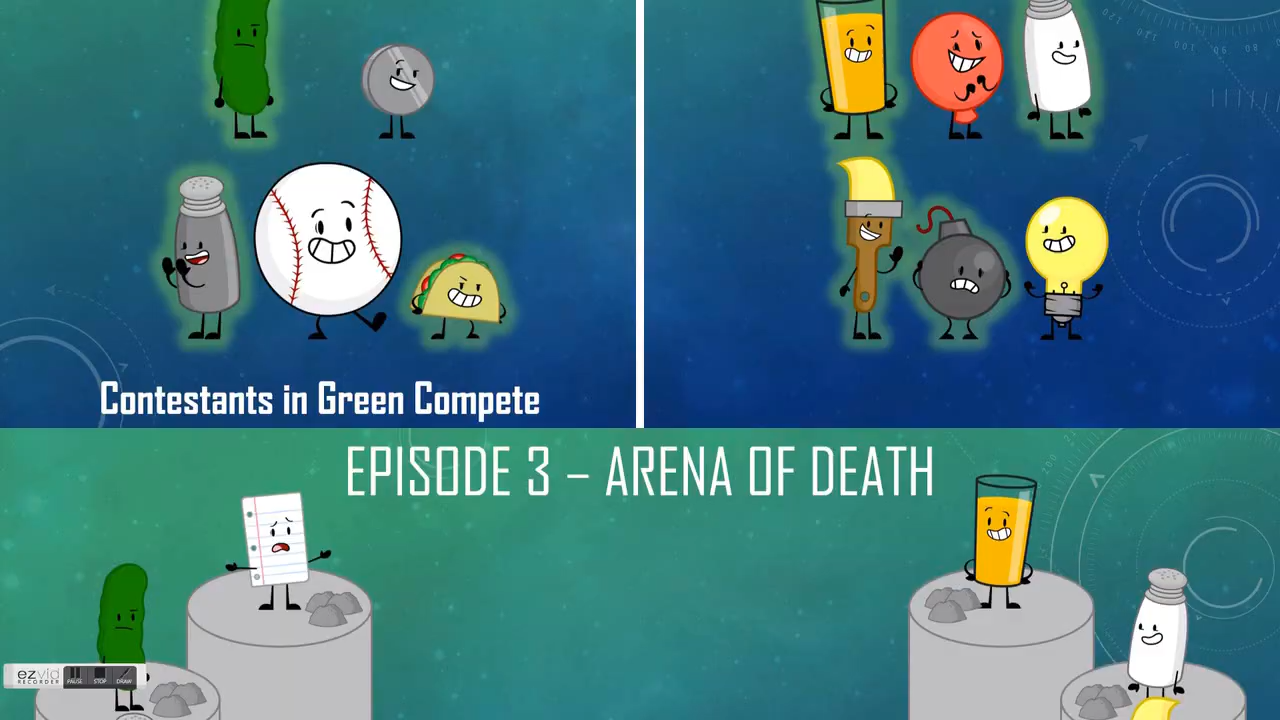 Contestants in Green Compete
EPISODE 3 – ARENA OF DEATH
ezvid
RECORDER
PAUSE
STOP
DRAW